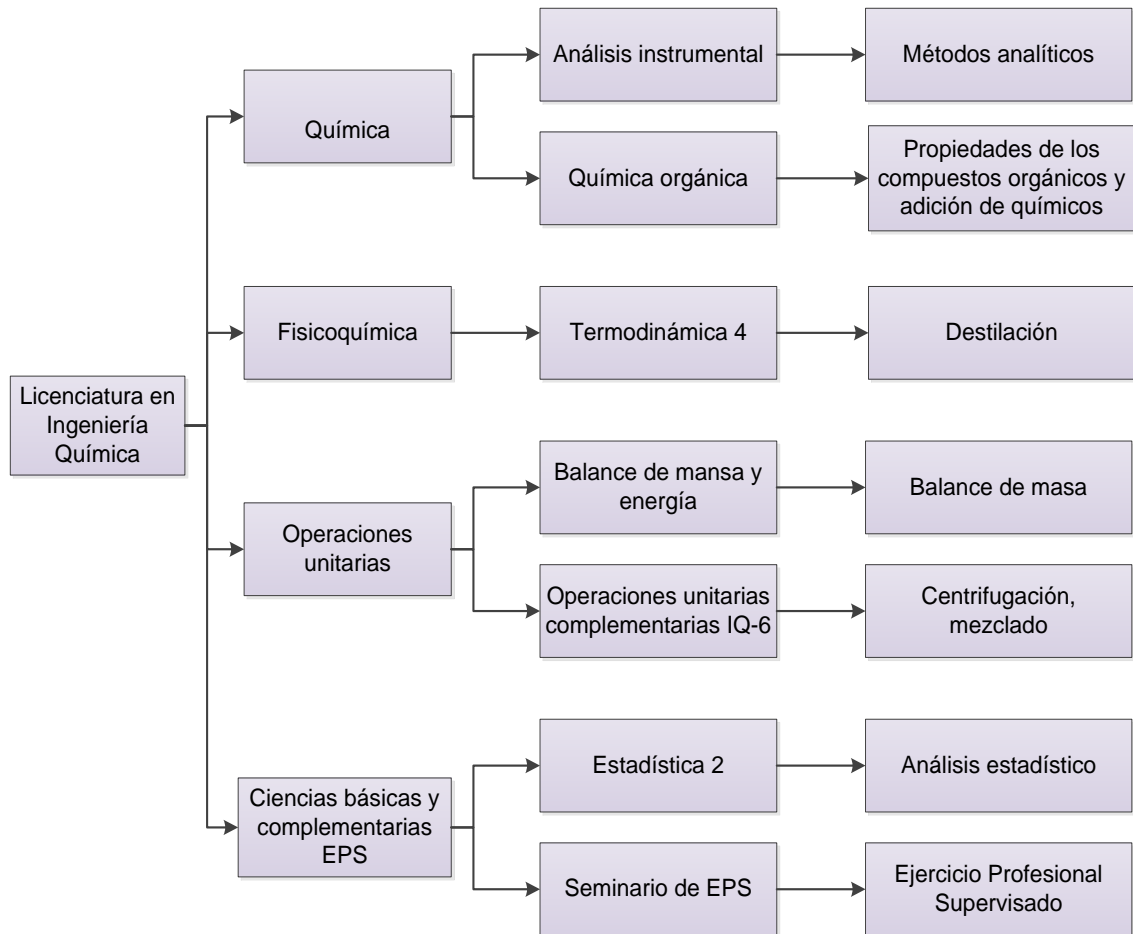 Licenciatura en
Ingeniería
Química
Química
Análisis instrumental
Métodos analíticos
Química orgánica
Propiedades de los
compuestos orgánicos y
adición de químicos
Fisicoquímica
Termodinámica 4
Destilación
Operaciones
unitarias
Balance de mansa y
energía
Balance de masa
Operaciones unitarias
complementarias IQ-6
Centrifugación,
mezclado
Ciencias básicas y
complementarias
EPS
Estadística 2
Análisis estadístico
Seminario de EPS
Ejercicio Profesional
Supervisado